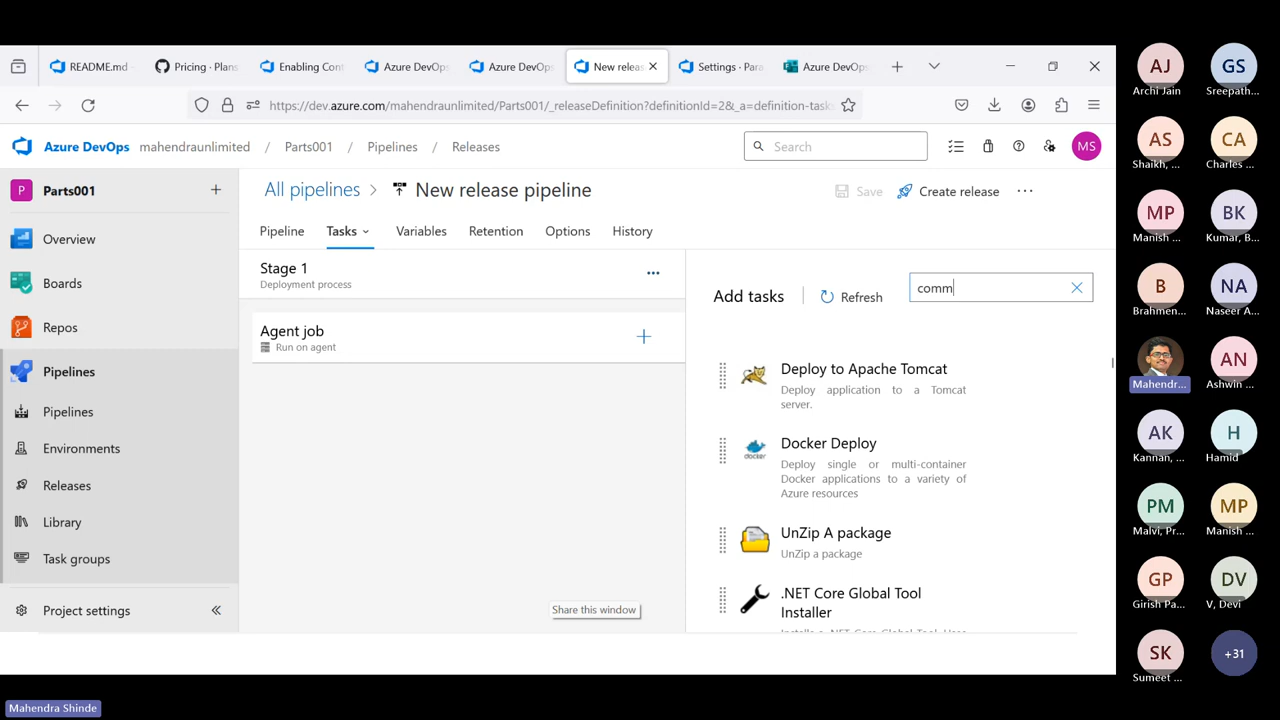 README.md
Pricing · Plans
Enabling Cont
Azure DevOps
Azure DevOps
New releas
Settings · Para
Azure DevOps
https://dev.azure.com/mahendraunlimited/Parts001/_releaseDefinition?definitionId=2&_a=definition-tasks
Azure DevOps
mahendraunlimited
/
Parts001
/
Pipelines
/
Releases
Search
MS
P
Parts001
Overview
Boards
Repos
Pipelines
Pipelines
Environments
Releases
Library
Task groups
Project settings
All pipelines
New release pipeline
Save
Create release
Pipeline
Tasks
Variables
Retention
Options
History
Stage 1
Deployment process
Agent job
Run on agent
Share this window
Add tasks
Refresh
comm
Deploy to Apache Tomcat
Deploy application to a Tomcat
server.
docker
Docker Deploy
Deploy single or multi-container
Docker applications to a variety of
Azure resources
UnZip A package
UnZip a package
.NET Core Global Tool
Installer
AJ
Archi Jain
GS
Sreepath...
AS
Shaikh, ...
CA
Charles ...
MP
Manish ...
BK
Kumar, B...
B
Brahmen...
NA
Naseer A...
Mahendr...
AN
Ashwin ...
AK
Kannan, ...
H
Hamid
PM
Malvi, Pr...
MP
Manish ...
GP
Girish Pa...
DV
V, Devi
SK
Sumeet ...
+31
Mahendra Shinde